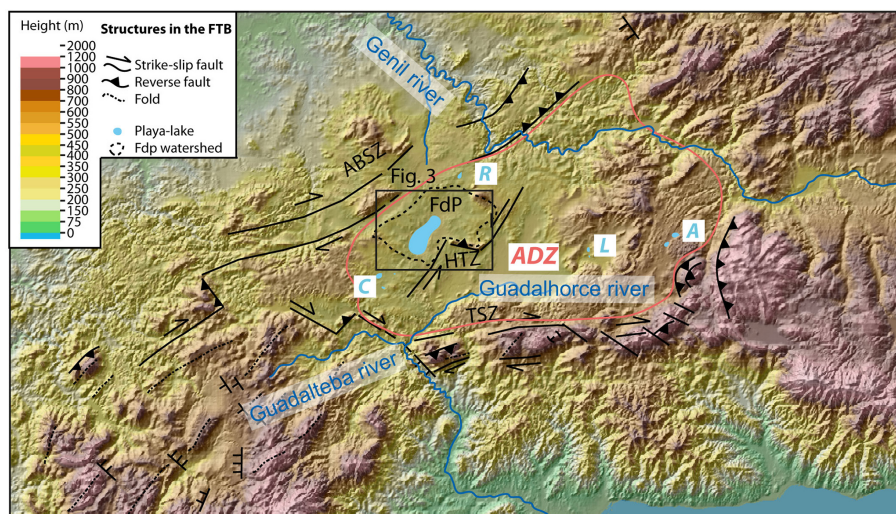 Height (m)
Structures in the FTB
2000
1200
1000
900
800
700
600
550
500
450
400
350
300
250
200
150
75
0
Strike-slip fault
Reverse fault
Fold
Playa-lake
Fdp watershed
Genil river
ABSZ
Fig. 3
R
FdP
HTZ
ADZ
L
A
C
Guadalhorce river
TSZ
Guadalteba river